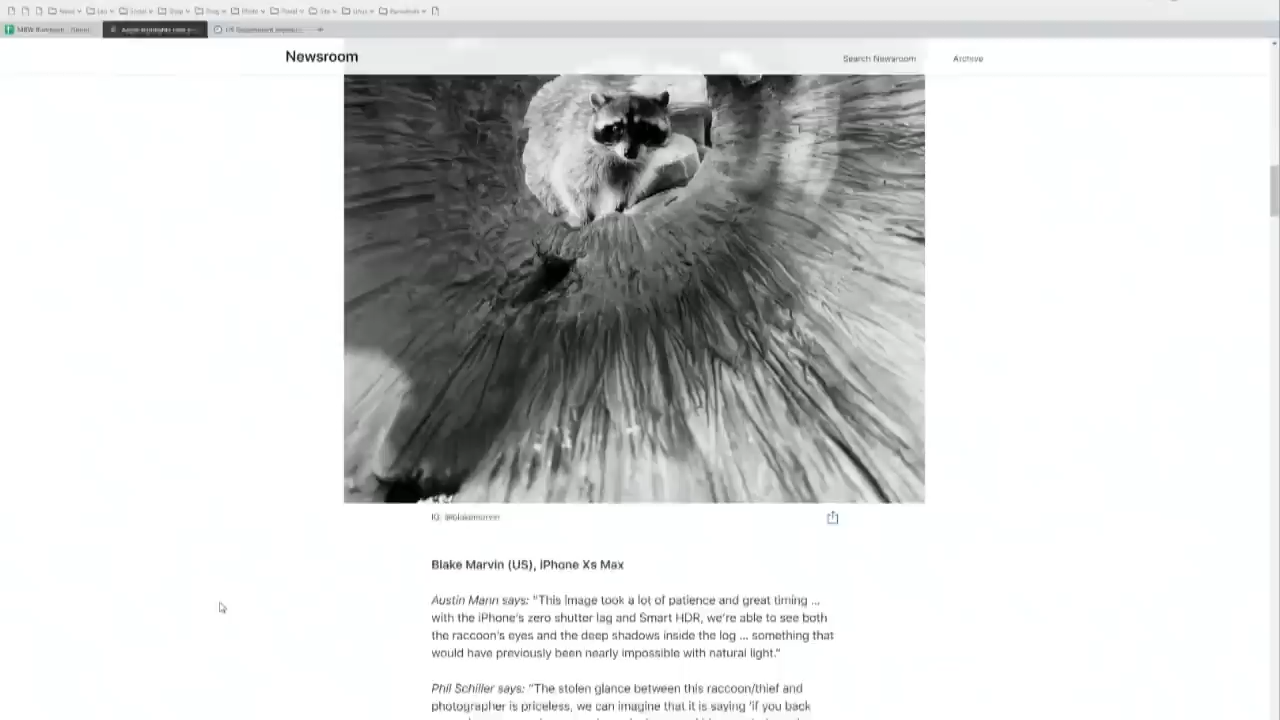 Newsroom
Search Newsroom
Archive
IG: @blakemarvin
Blake Marvin (US), iPhone Xs Max
Austin Mann says: “This image took a lot of patience and great timing ...
with the iPhone’s zero shutter lag and Smart HDR, we’re able to see both
the raccoon’s eyes and the deep shadows inside the log ... something that
would have previously been nearly impossible with natural light.”
Phil Schiller says: “The stolen glance between this raccoon/thief and
photographer is priceless, we can imagine that it is saying ‘if you back